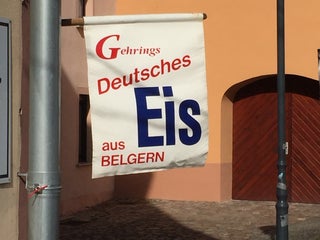 Gehrings
Deutsches
Eis
aus
BELGERN